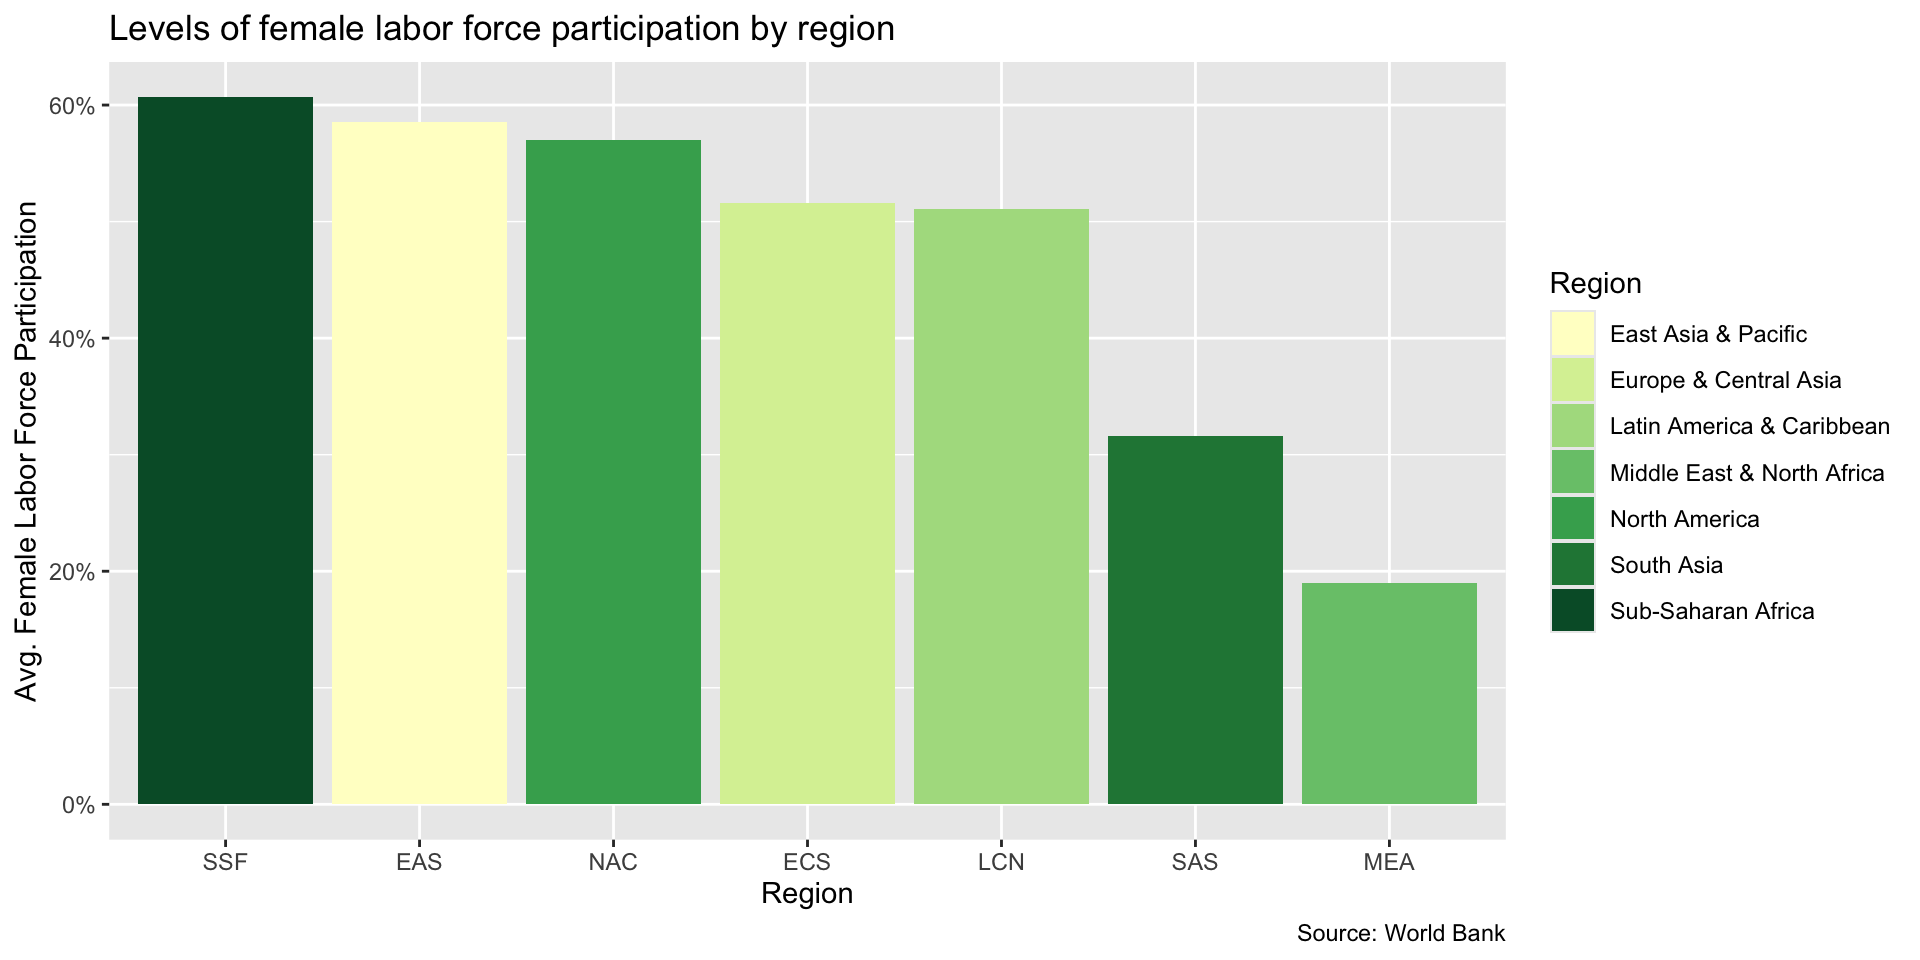 Levels of female labor force participation by region
Avg. Female Labor Force Participation
60%
40%
20%
0%
SSF
EAS
NAC
ECS
LCN
SAS
MEA
Region
Source: World Bank
Region
East Asia & Pacific
Europe & Central Asia
Latin America & Caribbean
Middle East & North Africa
North America
South Asia
Sub-Saharan Africa